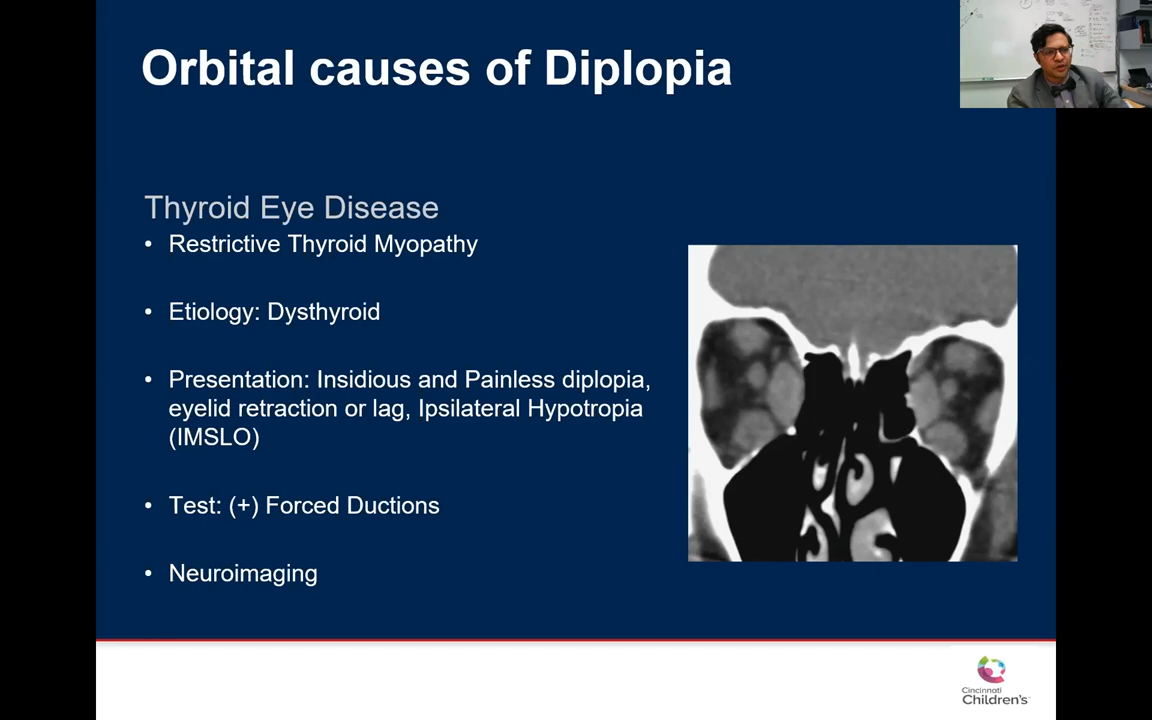 Orbital causes of Diplopia
Thyroid Eye Disease
• Restrictive Thyroid Myopathy
• Etiology: Dysthyroid
• Presentation: Insidious and Painless diplopia,
eyelid retraction or lag, Ipsilateral Hypotropia
(IMSLO)
• Test: (+) Forced Ductions
• Neuroimaging
Cincinnati
Children's